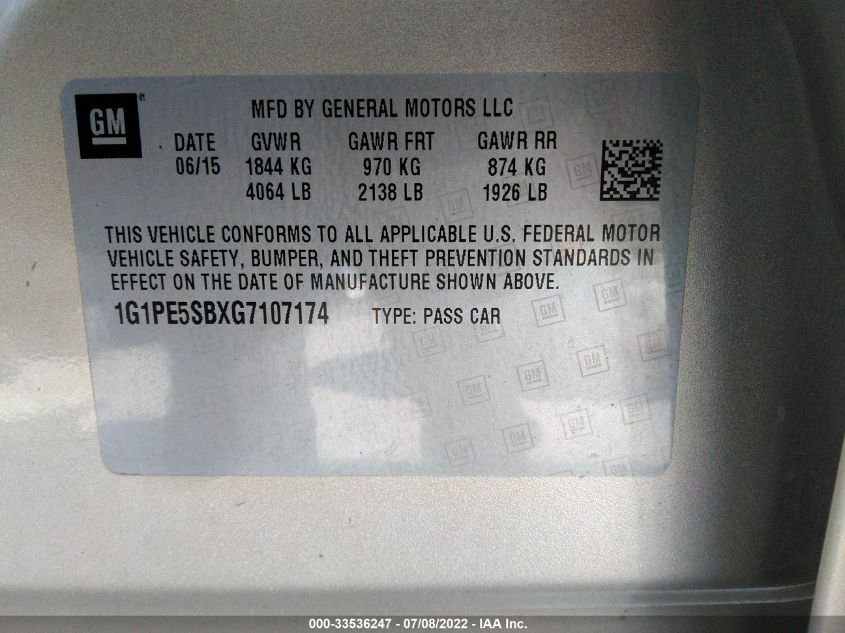 GM ®
MFD BY GENERAL MOTORS LLC
DATE GVWR GAWR FRT GAWR RR
06/15 1844 KG 970 KG 874 KG
4064 LB 2138 LB 1926 LB
THIS VEHICLE CONFORMS TO ALL APPLICABLE U.S. FEDERAL MOTOR
VEHICLE SAFETY, BUMPER, AND THEFT PREVENTION STANDARDS IN
EFFECT ON THE DATE OF MANUFACTURE SHOWN ABOVE.
1G1PE5SBXG7107174 TYPE: PASS CAR
000-33536247 - 07/08/2022 - IAA Inc.